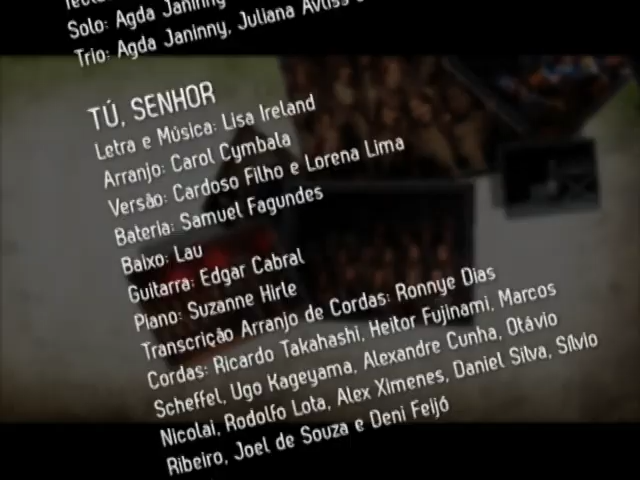 Solo: Agda Janinny
Trio: Agda Janinny, Juliana
TÚ, SENHOR
Letra e Música: Lisa Ireland
Arranjo: Carol Cymbala
Versão: Cardoso Filho e Lorena Lima
Bateria: Samuel Fagundes
Baixo: Lau
Guitarra: Edgar Cabral
Piano: Suzanne Hirle
Transcrição Arranjo de Cordas: Ronnye Dias
Cordas: Ricardo Takahashi, Heitor Fujinami, Marcos
Scheffel, Ugo Kageyama, Alexandre Cunha, Otávio
Nicolai, Rodolfo Lota, Alex Ximenes, Daniel Silva, Sílvio
Ribeiro, Joel de Souza e Deni Feijó